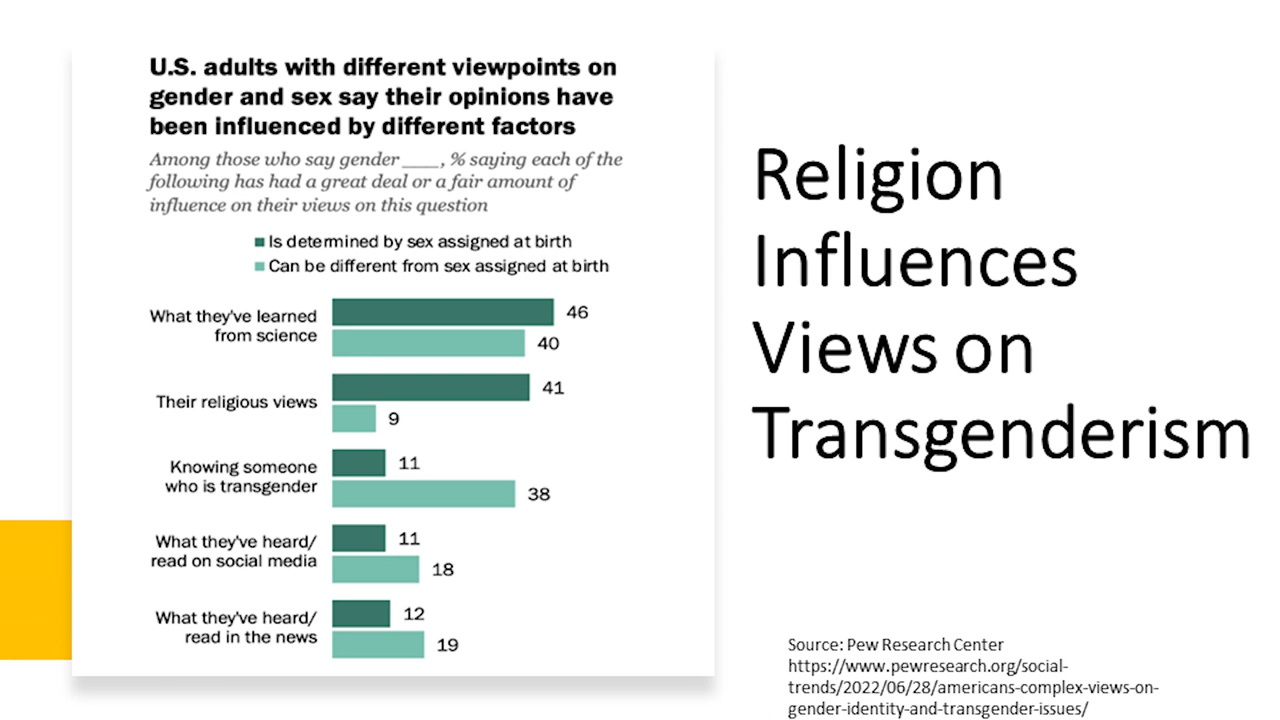 U.S. adults with different viewpoints on
gender and sex say their opinions have
been influenced by different factors
Among those who say gender ____, % saying each of the
following has had a great deal or a fair amount of
influence on their views on this question
Is determined by sex assigned at birth
Can be different from sex assigned at birth
What they've learned
from science
46
40
Their religious views
41
9
Knowing someone
who is transgender
11
38
What they've heard/
read on social media
11
18
What they've heard/
read in the news
12
19
Religion
Influences
Views on
Transgenderism
Source: Pew Research Center
https://www.pewresearch.org/social-
trends/2022/06/28/americans-complex-views-on-
gender-identity-and-transgender-issues/